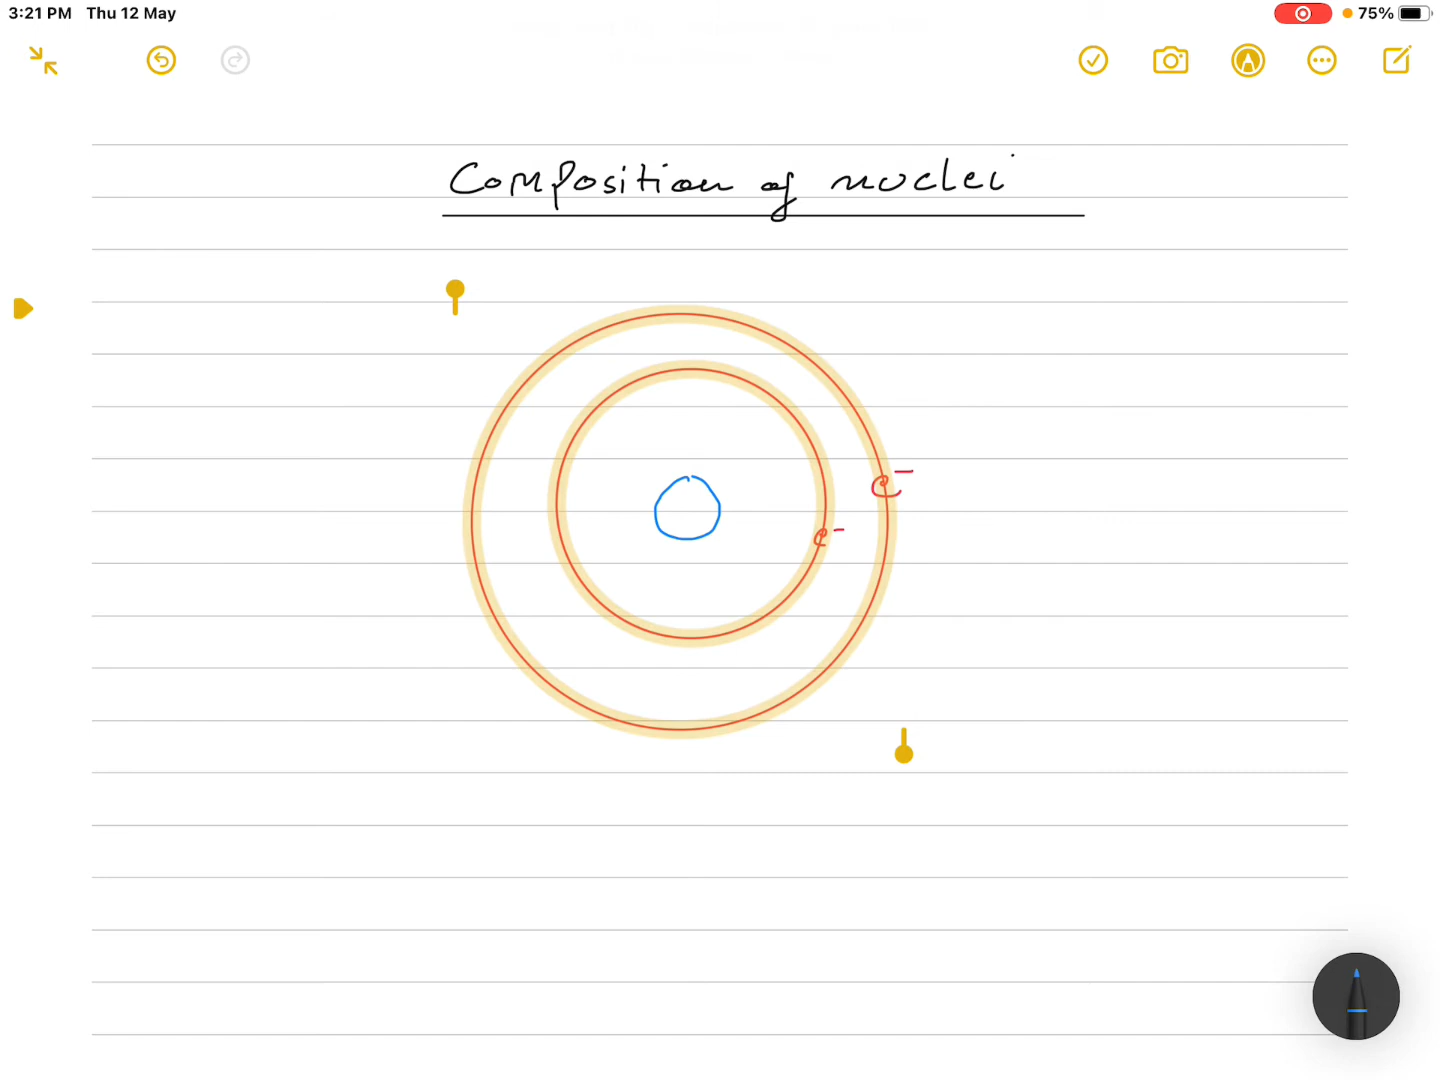 3:21 PM Thu 12 May 75%
Composition of nuclei
e-
e-